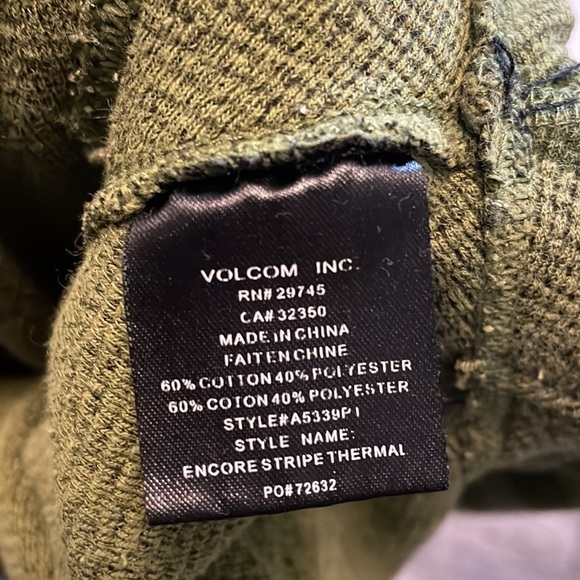 VOLCOM INC.
RN# 29745
CA# 32350
MADE IN CHINA
FAIT EN CHINE
60% COTTON 40% POLYESTER
60% COTON 40% POLYESTER
STYLE#A5339P1
STYLE NAME:
ENCORE STRIPE THERMAL
PO#72632